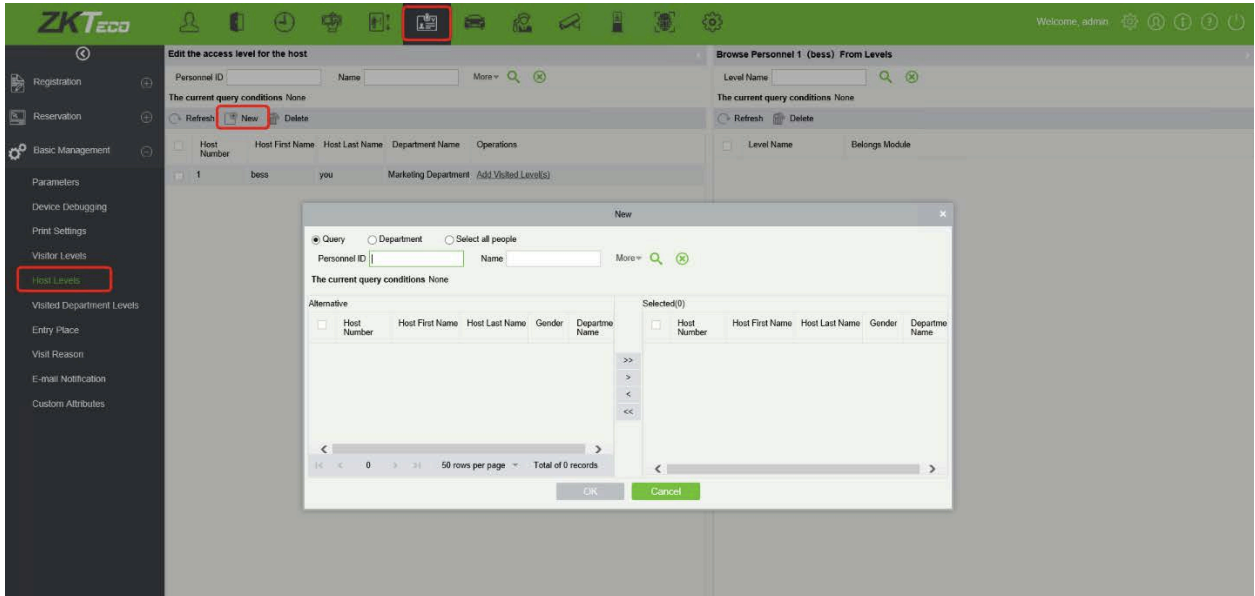 ZKTeco
Welcome, admin
Registration
Reservation
Basic Management
Parameters
Device Debugging
Print Settings
Visitor Levels
Host Levels
Visited Department Levels
Entry Place
Visit Reason
E-mail Notification
Custom Attributes
Edit the access level for the host
Personnel ID Name More
The current query conditions None
Refresh New Delete
Host Number Host First Name Host Last Name Department Name Operations
1 bess you Marketing Department Add Visited Level(s)
Browse Personnel 1 (bess) From Levels
Level Name
The current query conditions None
Refresh Delete
Level Name Belongs Module
New
Query Department Select all people
Personnel ID Name More
The current query conditions None
Alternative
Host Number Host First Name Host Last Name Gender Departme Name
>>
>
<
<<
Selected(0)
Host Number Host First Name Host Last Name Gender Departme Name
0 50 rows per page Total of 0 records
OK Cancel